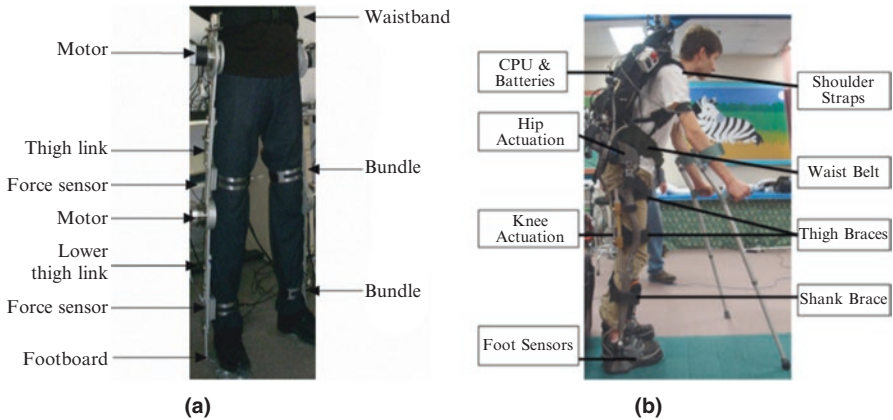 Motor
Thigh link
Force sensor
Motor
Lower
thigh link
Force sensor
Footboard
Waistband
Bundle
Bundle
(a)
CPU &
Batteries
Hip
Actuation
Knee
Actuation
Foot Sensors
Shoulder
Straps
Waist Belt
Thigh Braces
Shank Brace
(b)